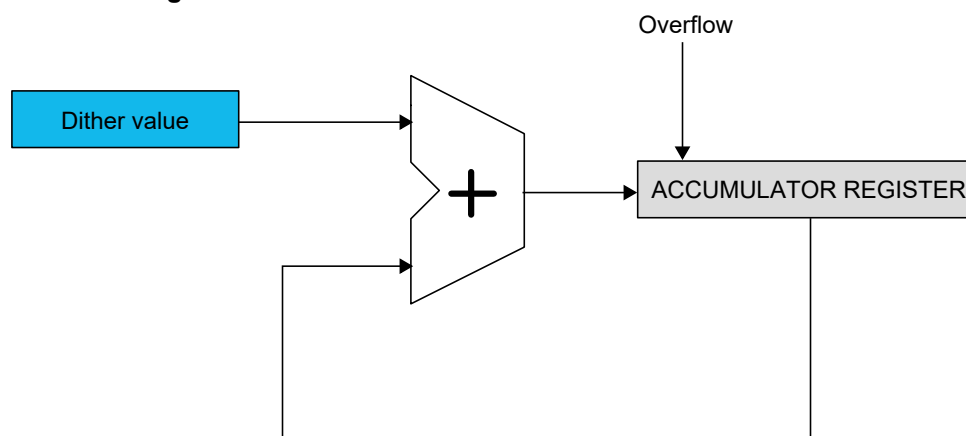 Overflow
Dither value
+
ACCUMULATOR REGISTER